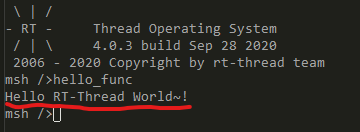 \ | /
- RT -     Thread Operating System
/ | \     4.0.3 build Sep 28 2020
2006 - 2020 Copyright by rt-thread team
msh />hello_func
Hello RT-Thread World~!
msh />